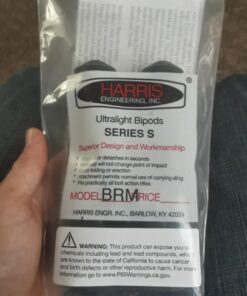 HARRIS
®
ENGINEERING, INC.
Ultralight Bipods
SERIES S
Superior Design and Workmanship
or detaches in seconds
will not change point of impact
folding or erection
Attachment permits normal use of carrying sling
Fits practically all bolt action rifles
MODEL BRM PRICE
HARRIS ENGR. INC., BARLOW, KY 42024
WARNING: This product can expose you to
chemicals including lead and lead compounds, which
are known to the state of California to cause cancer
and birth defects or other reproductive harm. For more
information go to www.P65Warnings.ca.gov